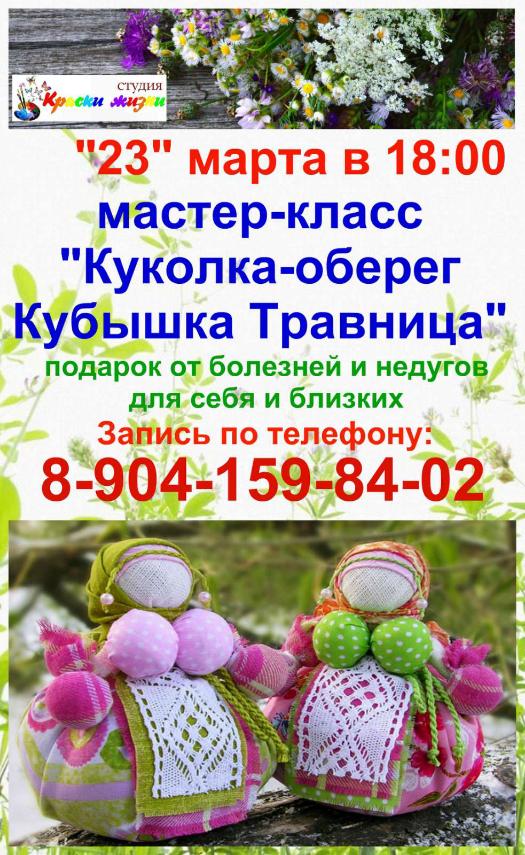 студия
Краски жизни
"23" марта в 18:00
мастер-класс
"Куколка-оберег
Кубышка Травница"
подарок от болезней и недугов
для себя и близких
Запись по телефону:
8-904-159-84-02